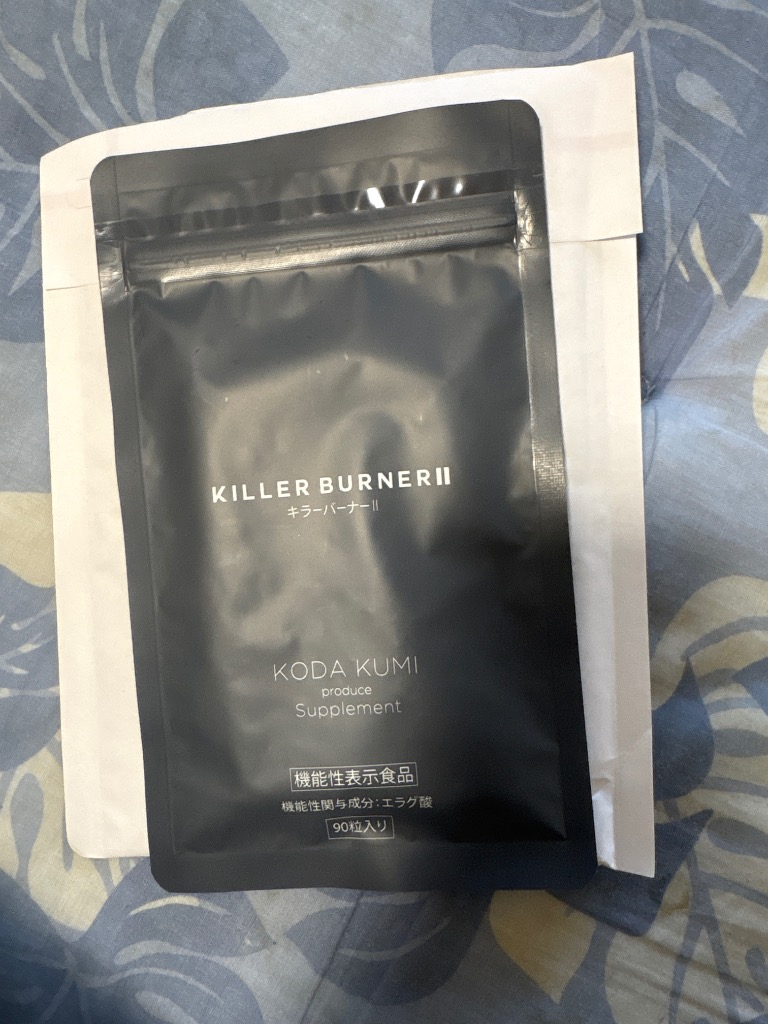 KILLER BURNERⅡ
キラーバーナーⅡ
KODA KUMI
produce
Supplement
機能性表示食品
機能性関与成分：エラグ酸
90粒入り